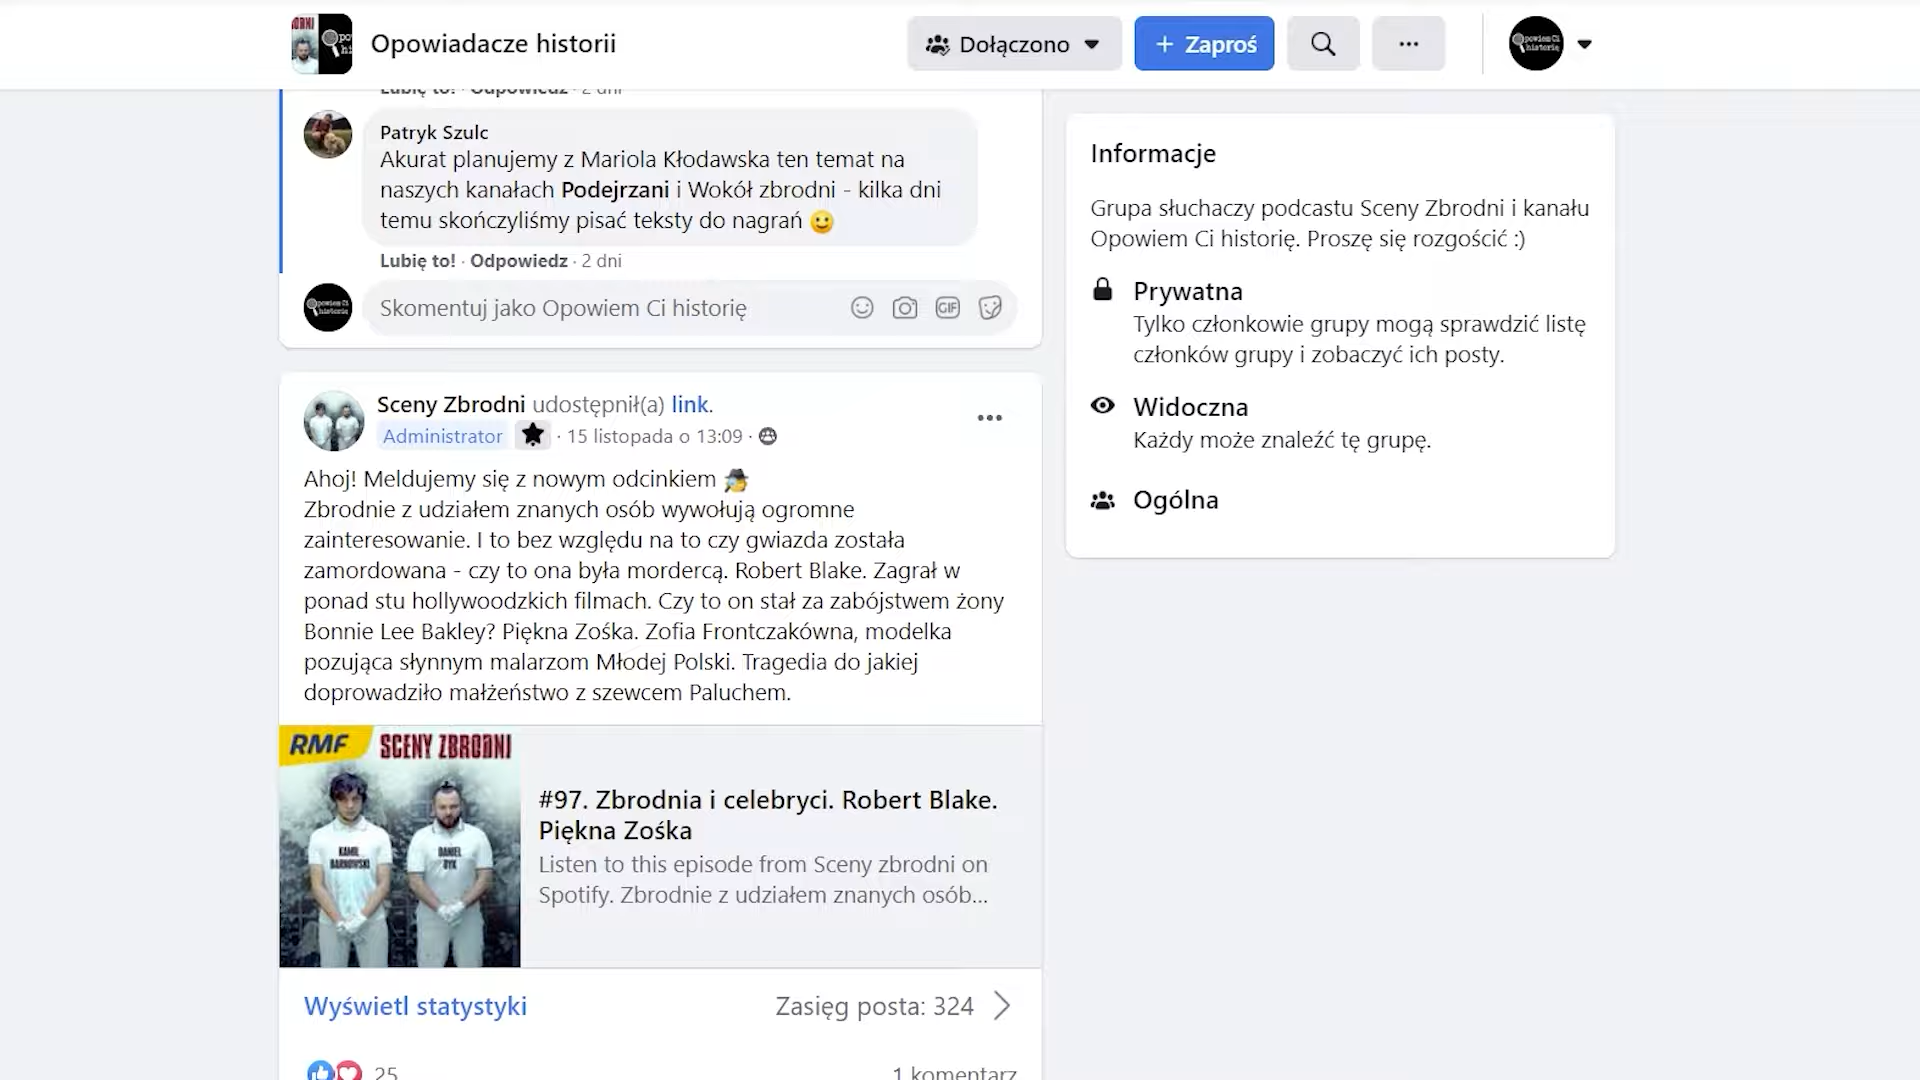 Opowiadacze historii
Dołączono
+ Zaproś
Lubię to! · Odpowiedz · 2 dni
Patryk Szulc
Akurat planujemy z Mariola Kłodawska ten temat na
naszych kanałach Podejrzani i Wokół zbrodni - kilka dni
temu skończyliśmy pisać teksty do nagrań 🙂
Lubię to! · Odpowiedz · 2 dni
Skomentuj jako Opowiem Ci historię
GIF
Sceny Zbrodni udostępnił(a) link.
Administrator · 15 listopada o 13:09 ·
Ahoj! Meldujemy się z nowym odcinkiem 🕵️
Zbrodnie z udziałem znanych osób wywołują ogromne
zainteresowanie. I to bez względu na to czy gwiazda została
zamordowana - czy to ona była mordercą. Robert Blake. Zagrał w
ponad stu hollywoodzkich filmach. Czy to on stał za zabójstwem żony
Bonnie Lee Bakley? Piękna Zośka. Zofia Frontczakówna, modelka
pozująca słynnym malarzom Młodej Polski. Tragedia do jakiej
doprowadziło małżeństwo z szewcem Paluchem.
RMF SCENY ZBRODNI
KAMIL
BARNOWSKI
DANIEL
DYK
#97. Zbrodnia i celebryci. Robert Blake.
Piękna Zośka
Listen to this episode from Sceny zbrodni on
Spotify. Zbrodnie z udziałem znanych osób...
Wyświetl statystyki
Zasięg posta: 324
25
1 komentarz
Informacje
Grupa słuchaczy podcastu Sceny Zbrodni i kanału
Opowiem Ci historię. Proszę się rozgościć :)
Prywatna
Tylko członkowie grupy mogą sprawdzić listę
członków grupy i zobaczyć ich posty.
Widoczna
Każdy może znaleźć tę grupę.
Ogólna